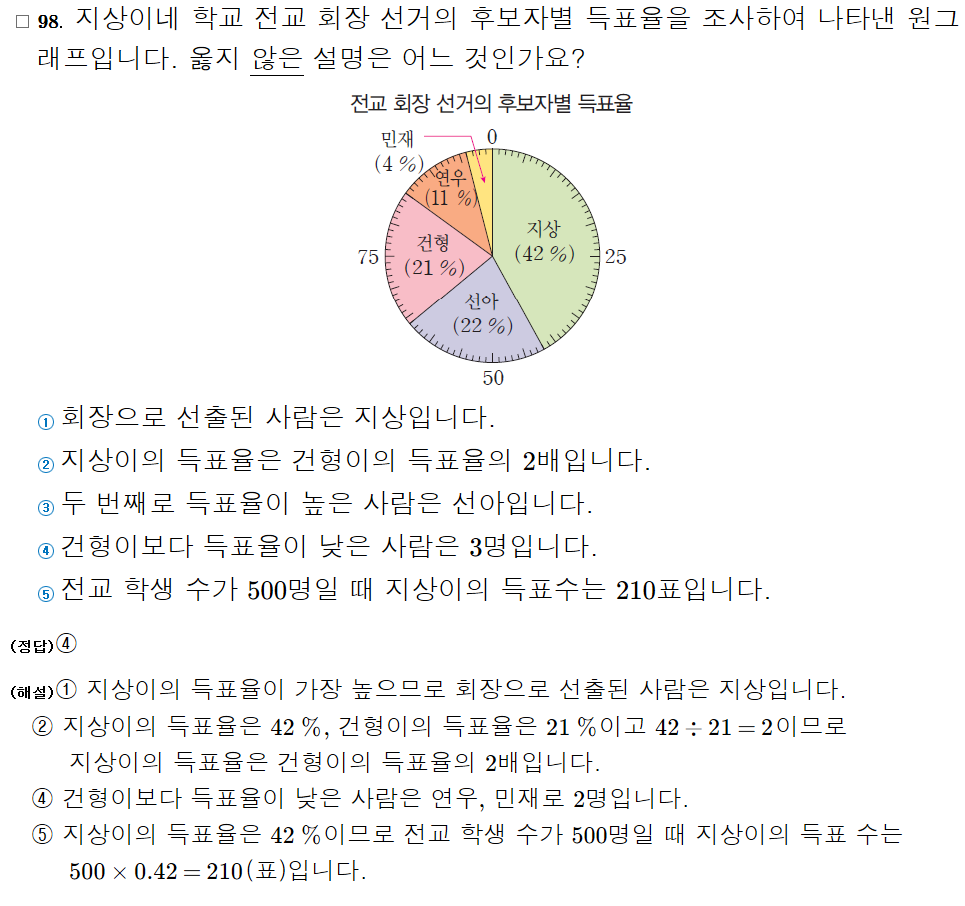 □ 98. 지상이네 학교 전교 회장 선거의 후보자별 득표율을 조사하여 나타낸 원그
래프입니다. 옳지 않은 설명은 어느 것인가요?
전교 회장 선거의 후보자별 득표율
민재
(4 %)
0
연우
(11 %)
지상
(42 %)
건형
(21 %)
75
25
선아
(22 %)
50
① 회장으로 선출된 사람은 지상입니다.
② 지상이의 득표율은 건형이의 득표율의 2배입니다.
③ 두 번째로 득표율이 높은 사람은 선아입니다.
④ 건형이보다 득표율이 낮은 사람은 3명입니다.
⑤ 전교 학생 수가 500명일 때 지상이의 득표수는 210표입니다.
(정답) ④
(해설) ① 지상이의 득표율이 가장 높으므로 회장으로 선출된 사람은 지상입니다.
② 지상이의 득표율은 42 %, 건형이의 득표율은 21 %이고 42 ÷ 21 = 2이므로
지상이의 득표율은 건형이의 득표율의 2배입니다.
④ 건형이보다 득표율이 낮은 사람은 연우, 민재로 2명입니다.
⑤ 지상이의 득표율은 42 %이므로 전교 학생 수가 500명일 때 지상이의 득표 수는
500 × 0.42 = 210(표)입니다.